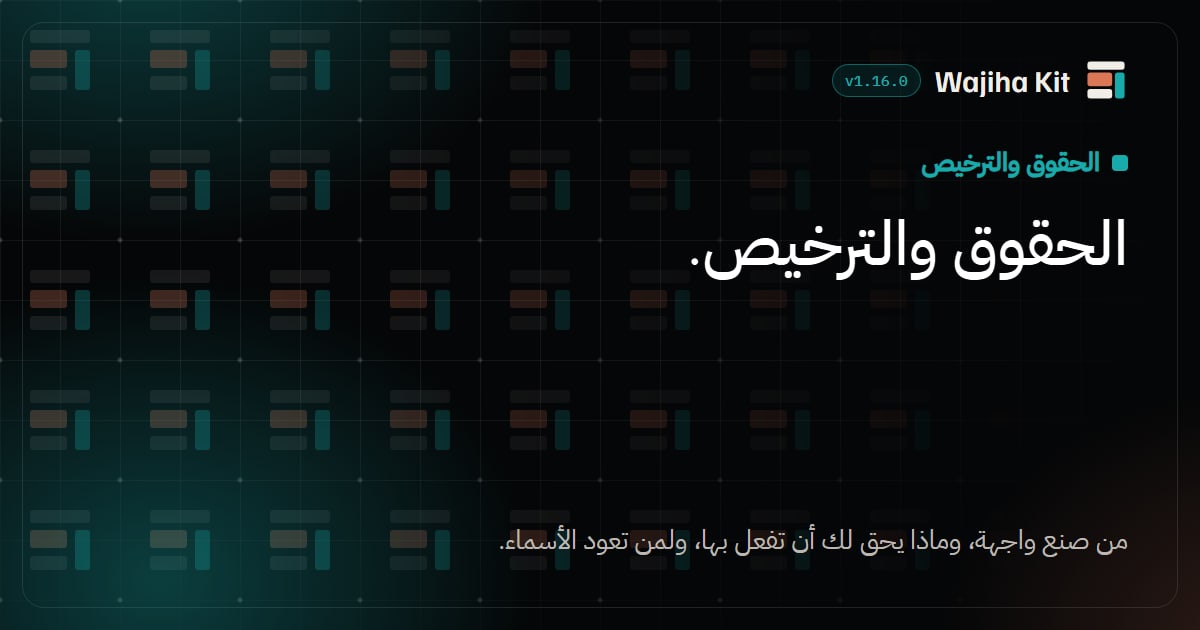 Wajiha Kit v1.16.0
الحقوق والترخيص
الحقوق والترخيص.
من صنع واجهة، وماذا يحق لك أن تفعل بها، ولمن تعود الأسماء.